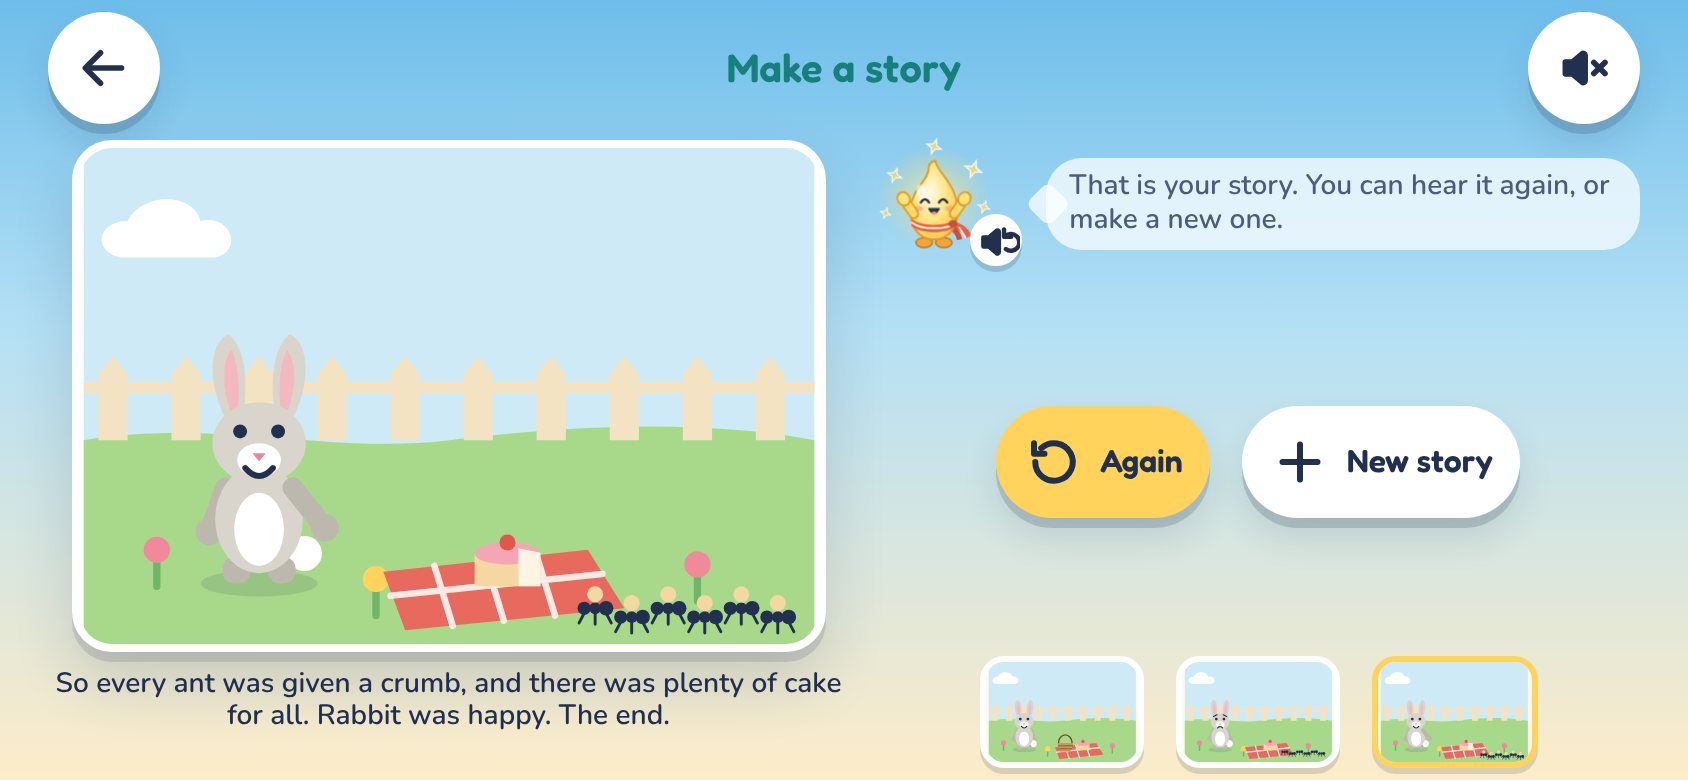 Make a story
That is your story. You can hear it again, or
make a new one.
Again
New story
So every ant was given a crumb, and there was plenty of cake
for all. Rabbit was happy. The end.